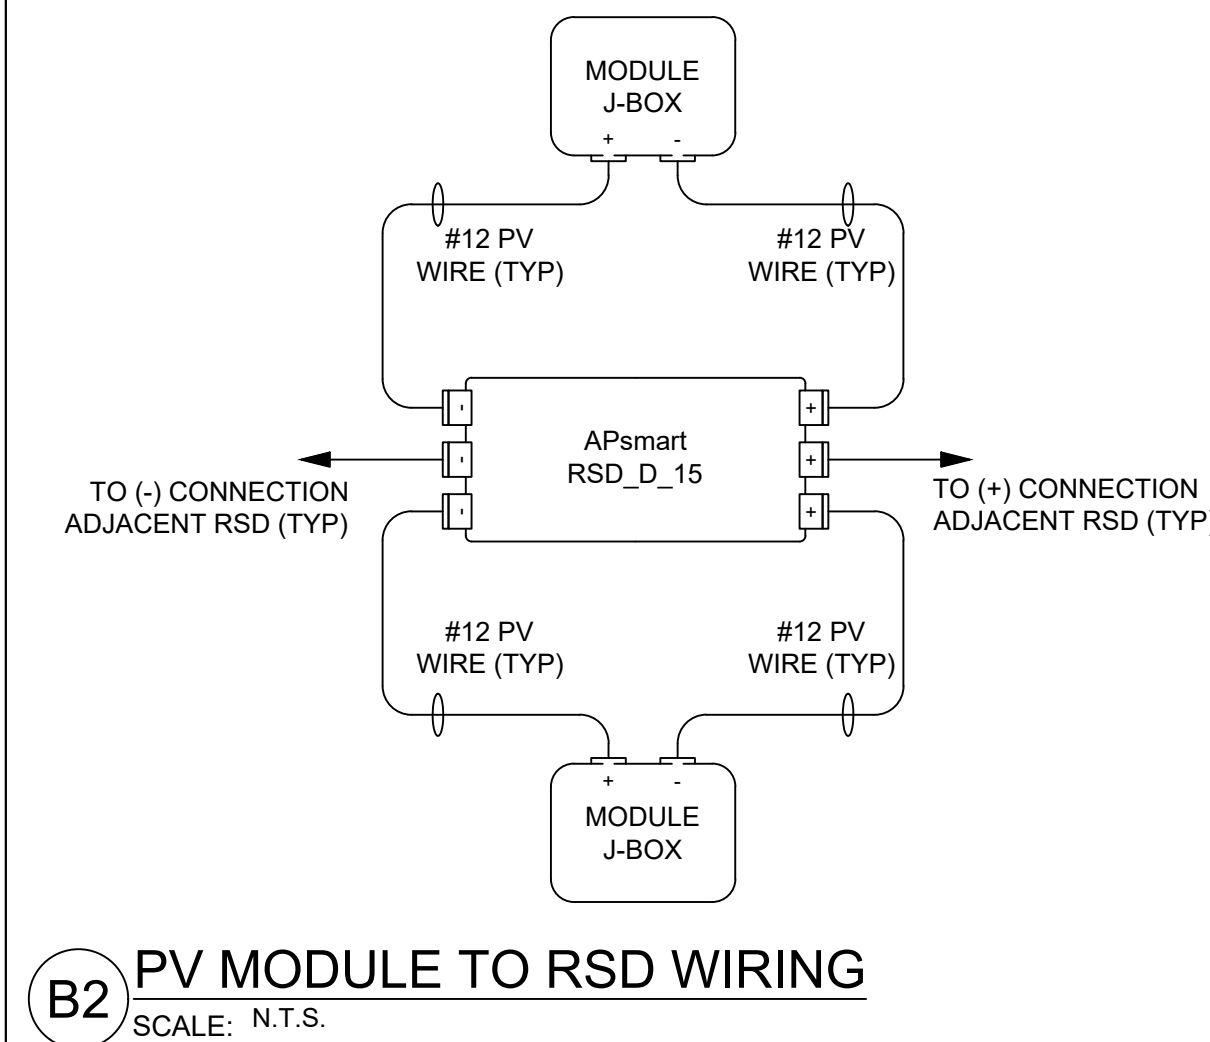 MODULE
J-BOX
+ -
#12 PV
WIRE (TYP)
#12 PV
WIRE (TYP)
- +
APsmart
RSD_D_15
- +
TO (-) CONNECTION
ADJACENT RSD (TYP)
TO (+) CONNECTION
ADJACENT RSD (TYP)
- +
#12 PV
WIRE (TYP)
#12 PV
WIRE (TYP)
+ -
MODULE
J-BOX
B2 PV MODULE TO RSD WIRING
SCALE: N.T.S.